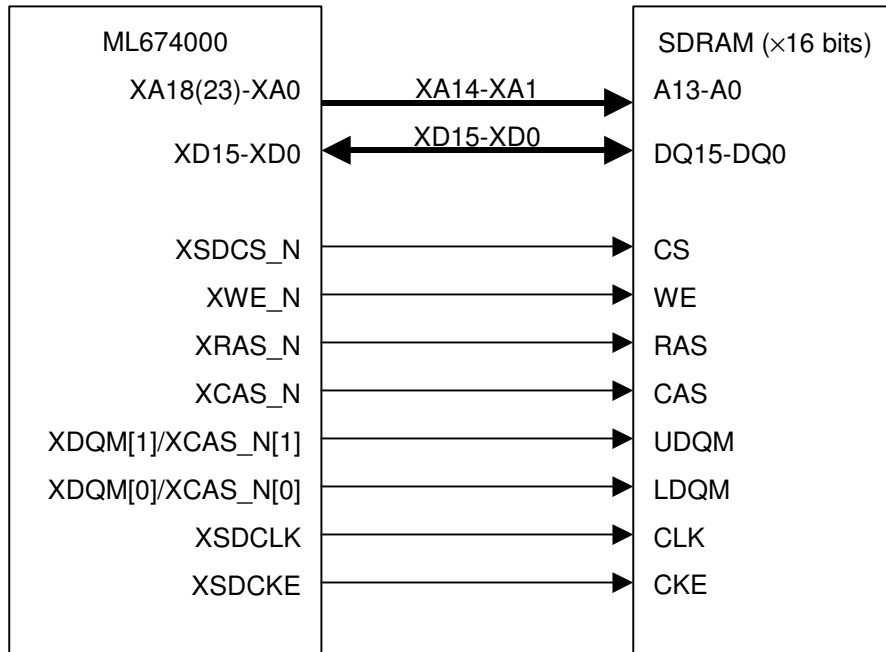 ML674000 SDRAM (×16 bits)
XA18(23)-XA0 XA14-XA1 A13-A0
XD15-XD0 XD15-XD0 DQ15-DQ0
XSDCS_N CS
XWE_N WE
XRAS_N RAS
XCAS_N CAS
XDQM[1]/XCAS_N[1] UDQM
XDQM[0]/XCAS_N[0] LDQM
XSDCLK CLK
XSDCKE CKE